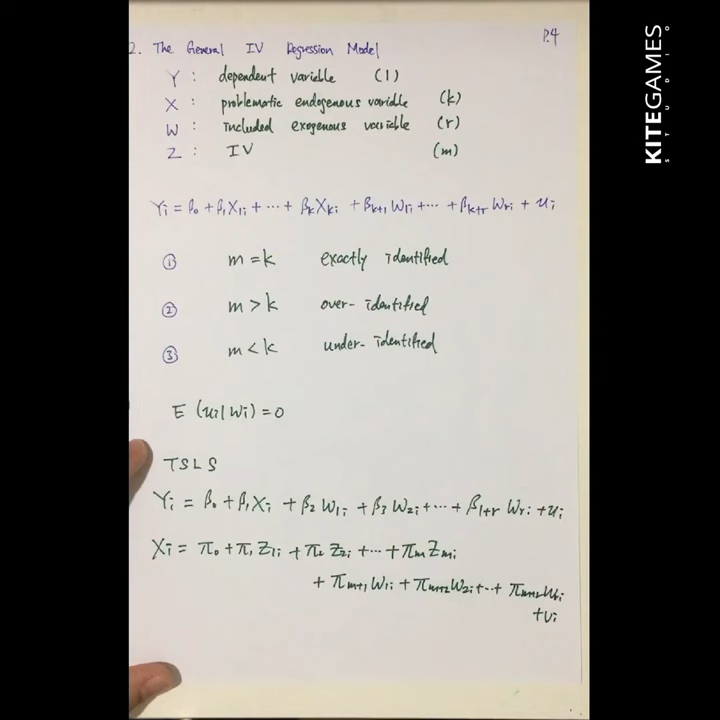 P.4
2. The General IV Regression Model
Y : dependent variable (1)
X : problematic endogenous variable (k)
W : included exogenous variable (r)
Z : IV (m)
Yi = β0 + β1X1i + ··· + βkXki + βk+1W1i + ··· + βk+rWri + ui
① m = k exactly identified
② m > k over-identified
③ m < k under-identified
E (ui|Wi) = 0
TSLS
Yi = β0 + β1Xi + β2W1i + β3W2i + ··· + β1+rWri + ui
Xi = π0 + π1Z1i + π2Z2i + ··· + πmZmi
+ πm+1W1i + πm+2W2i + ··· + πm+rWri
+ vi
KITEGAMES
STUDIO